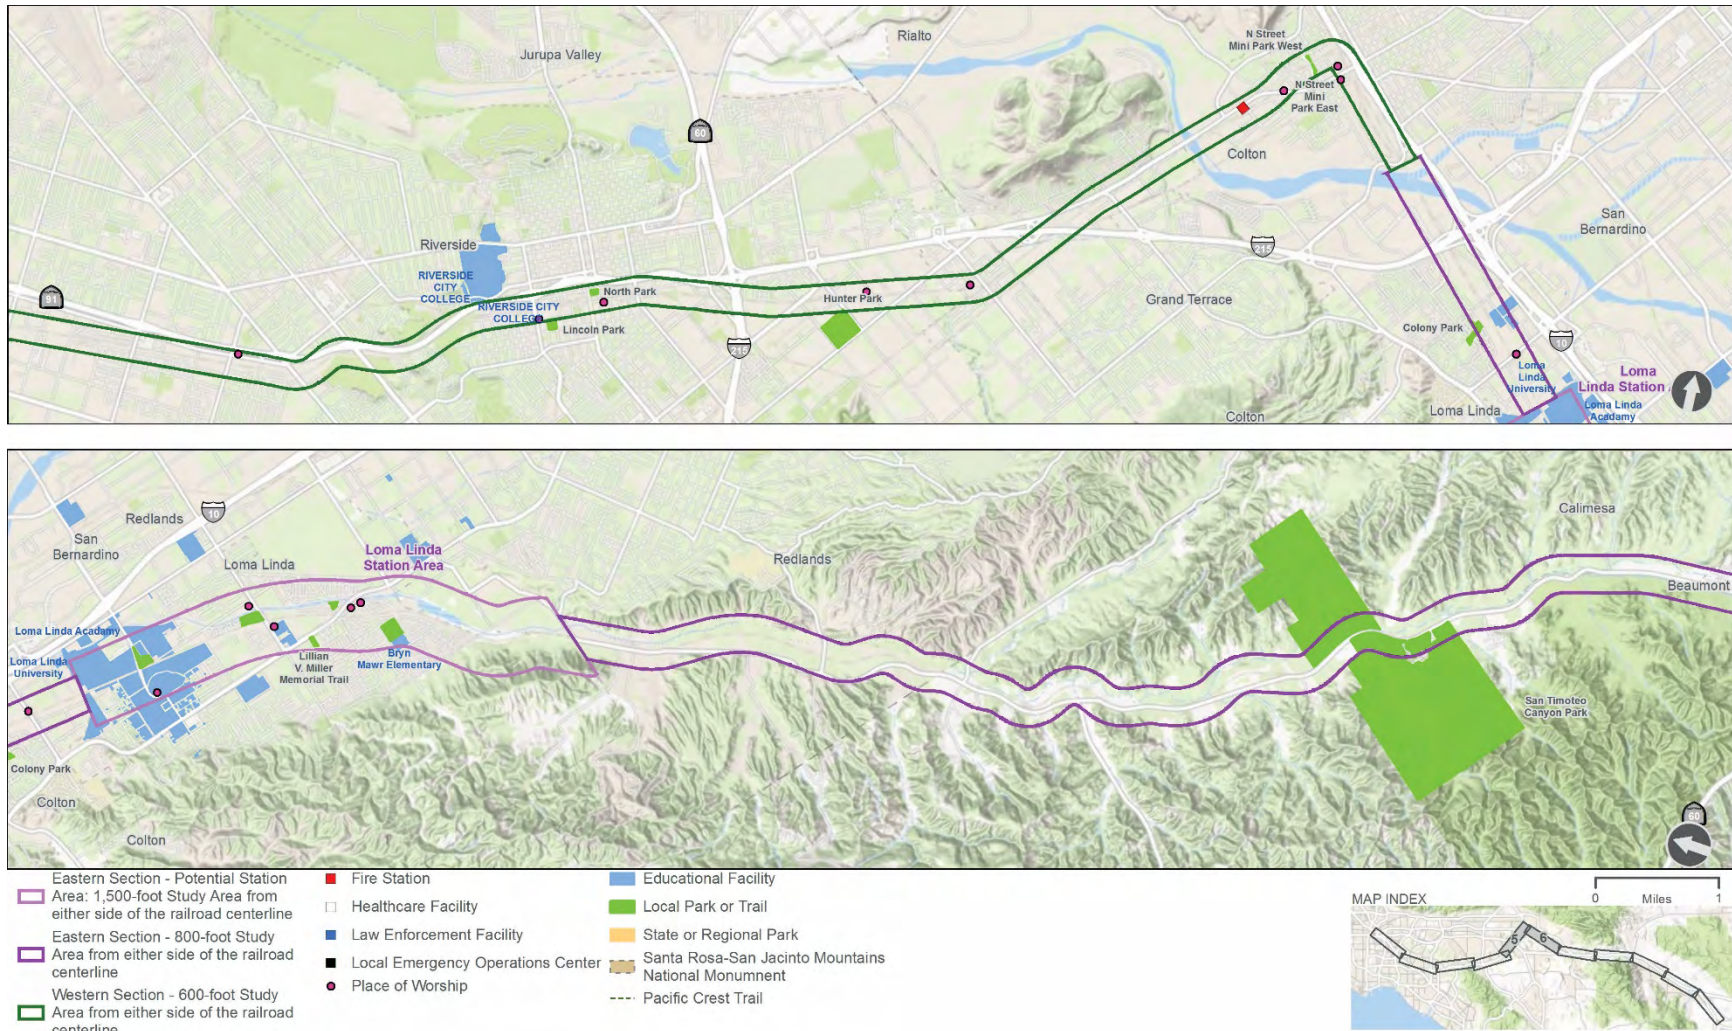 Jurupa Valley
Rialto
N Street
Mini Park West
60
N Street
Mini
Park East
Colton
Riverside
RIVERSIDE
CITY
COLLEGE
91
North Park
RIVERSIDE CITY
COLLEGE
Lincoln Park
Hunter Park
215
215
Grand Terrace
San
Bernardino
Colony Park
10
Loma
Linda
University
Loma
Linda Station
Loma Linda
Colton
Loma Linda
Acadamy
Redlands
10
San
Bernardino
Loma Linda
Loma Linda
Station Area
Redlands
Calimesa
Beaumont
Loma Linda Acadamy
Loma Linda
University
Lillian
V. Miller
Memorial Trail
Bryn
Mawr Elementary
San Timoteo
Canyon Park
Colony Park
Colton
Colton
60
Eastern Section - Potential Station
Area: 1,500-foot Study Area from
either side of the railroad centerline
Eastern Section - 800-foot Study
Area from either side of the railroad
centerline
Western Section - 600-foot Study
Area from either side of the railroad
centerline
Fire Station
Healthcare Facility
Law Enforcement Facility
Local Emergency Operations Center
Place of Worship
Educational Facility
Local Park or Trail
State or Regional Park
Santa Rosa-San Jacinto Mountains
National Monumnent
Pacific Crest Trail
MAP INDEX
0 Miles 1
5
6